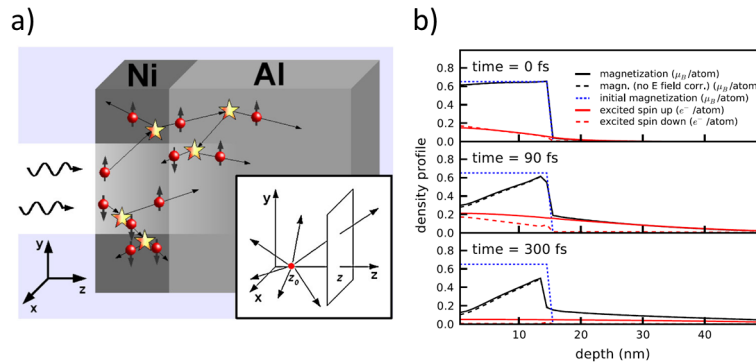 a)
Ni Al
y
z
x
y
x
z₀
z
z
b)
density profile
time = 0 fs
0.8
0.6
0.4
0.2
0.0
magnetization (μB/atom)
magn. (no E field corr.) (μB/atom)
initial magnetization (μB/atom)
excited spin up (e⁻ /atom)
excited spin down (e⁻ /atom)
time = 90 fs
0.8
0.6
0.4
0.2
0.0
time = 300 fs
0.8
0.6
0.4
0.2
0.0
10 20 30 40
depth (nm)